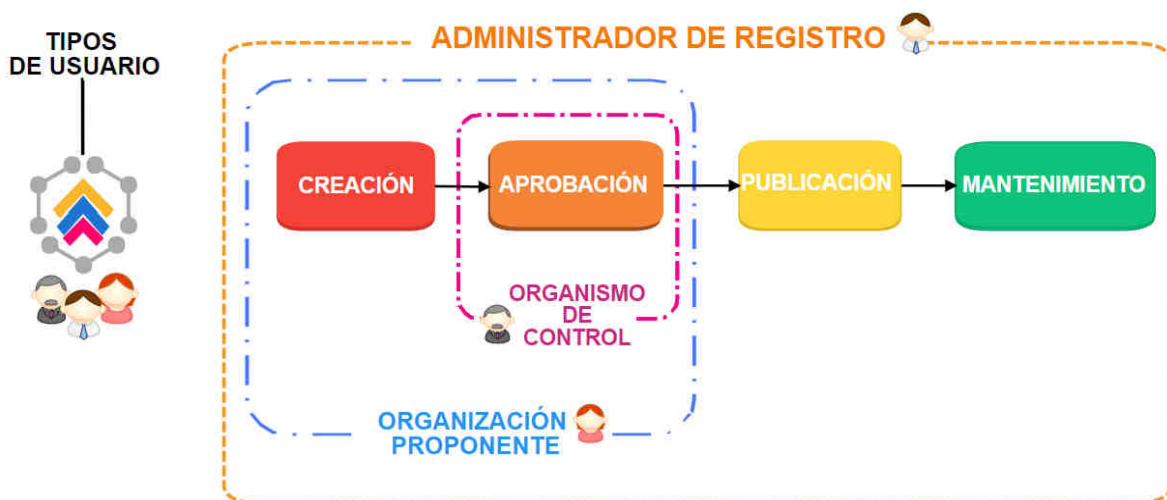 TIPOS
DE USUARIO
ADMINISTRADOR DE REGISTRO
CREACIÓN
APROBACIÓN
PUBLICACIÓN
MANTENIMIENTO
ORGANISMO
DE
CONTROL
ORGANIZACIÓN
PROPONENTE